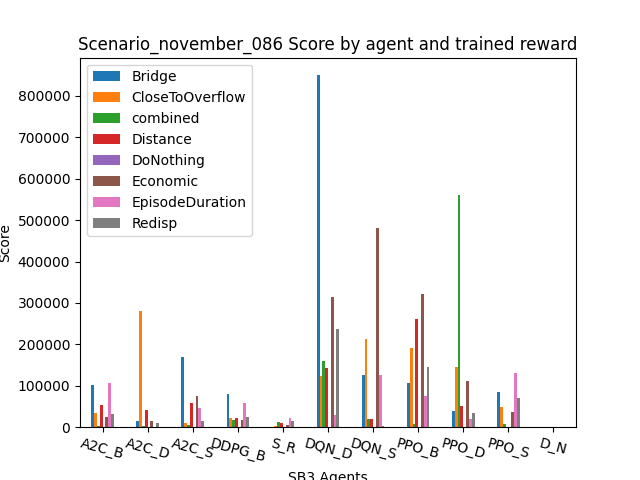 Scenario_november_086 Score by agent and trained reward
Bridge
CloseToOverflow
combined
Distance
DoNothing
Economic
EpisodeDuration
Redisp
Score
800000
700000
600000
500000
400000
300000
200000
100000
0
A2C_B A2C_D A2C_S DDPG_B S_R DQN_D DQN_S PPO_B PPO_D PPO_S D_N
SB3 Agents